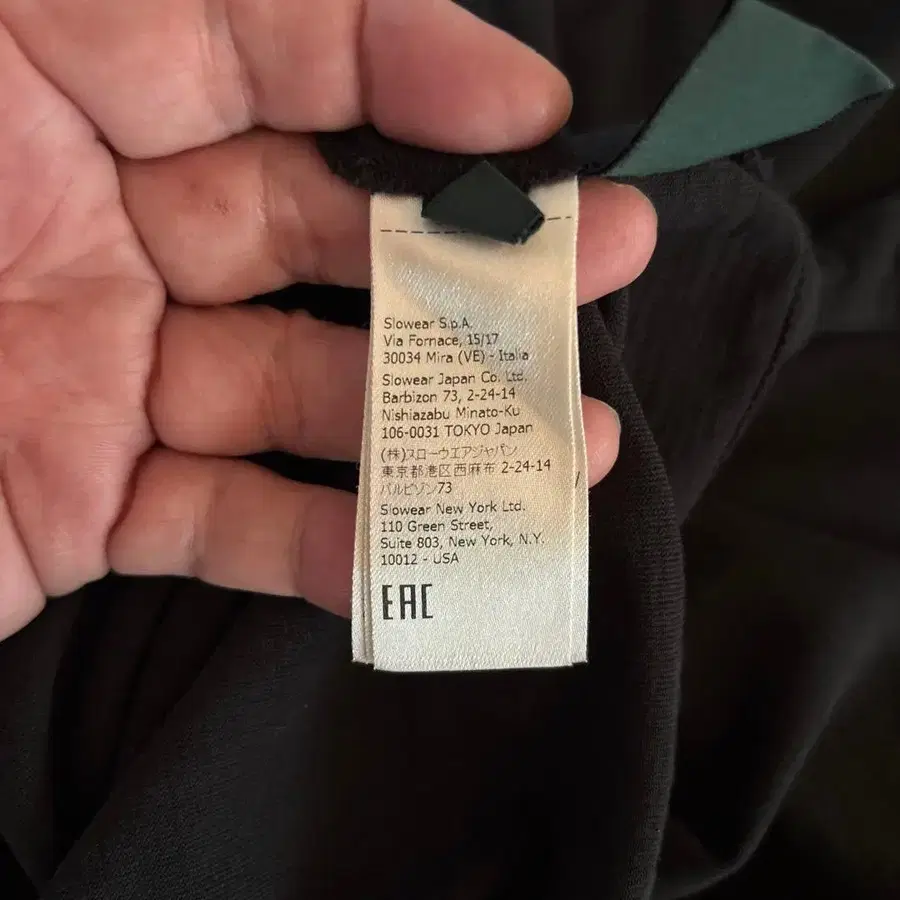 Slowear S.p.A.
Via Fornace, 15/17
30034 Mira (VE) - Italia
Slowear Japan Co. Ltd.
Barbizon 73, 2-24-14
Nishiazabu Minato-Ku
106-0031 TOKYO Japan
(株)スローウエアジャパン
東京都港区西麻布 2-24-14
バルビゾン73
Slowear New York Ltd.
110 Green Street,
Suite 803, New York, N.Y.
10012 - USA
EAC